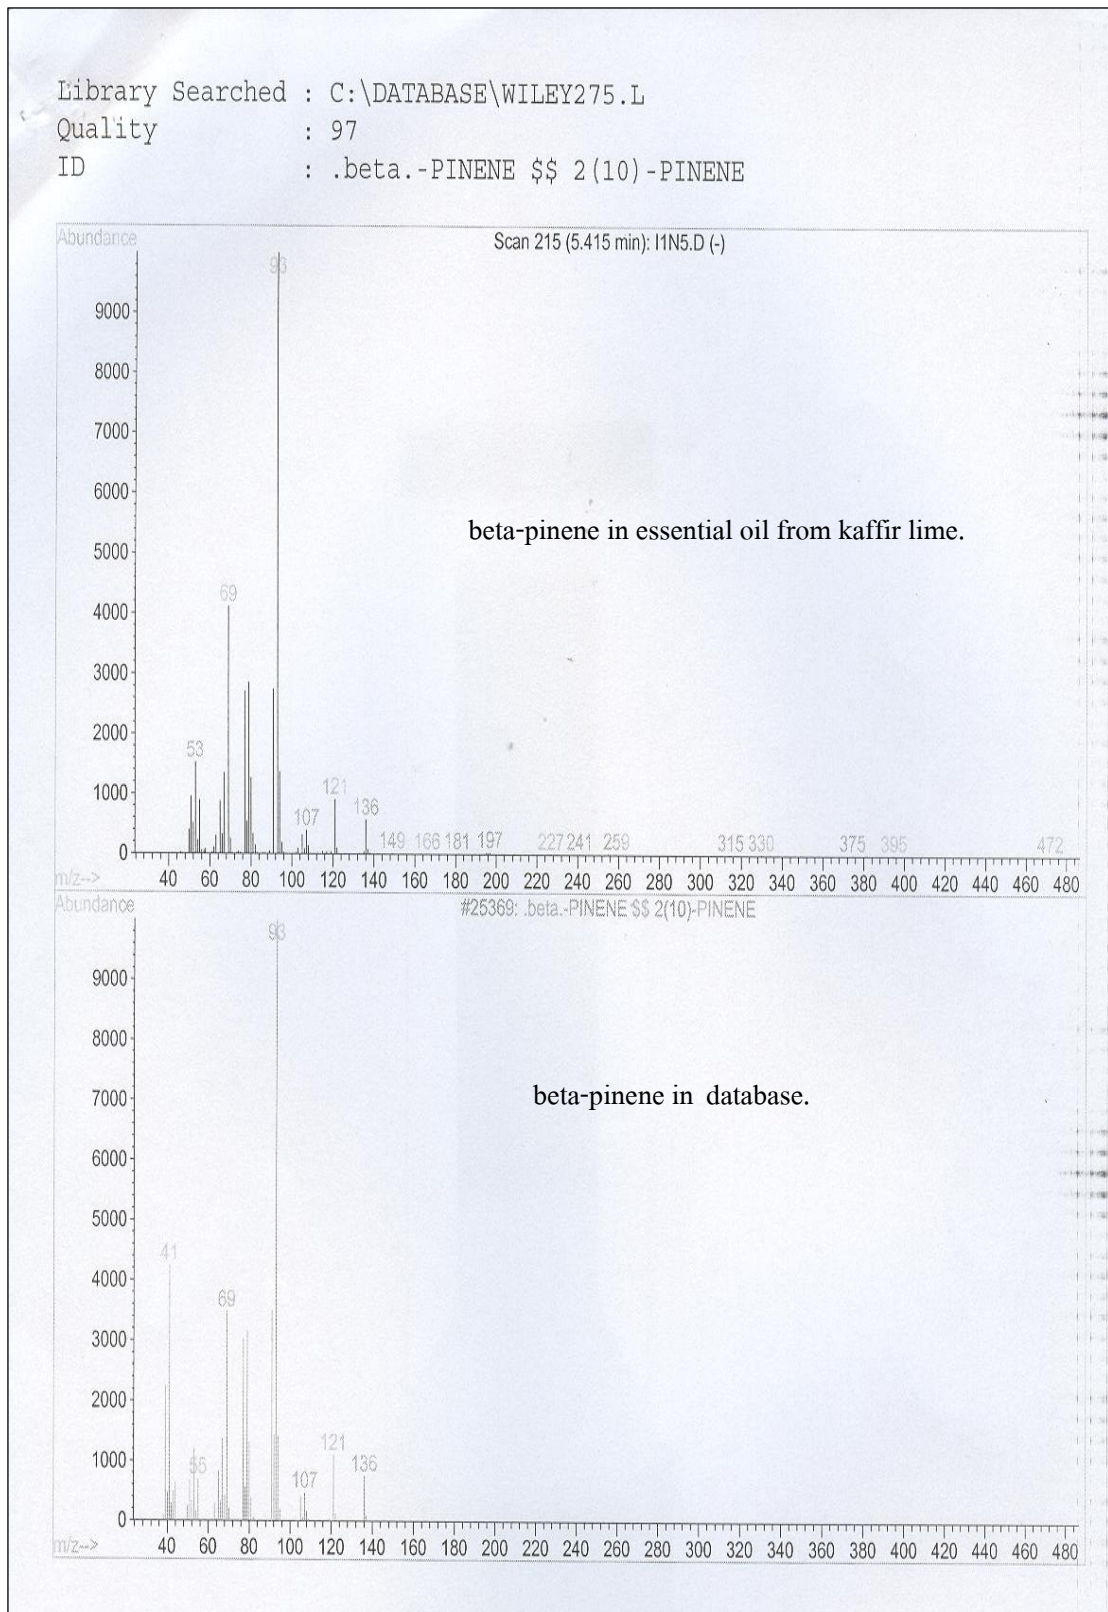 Library Searched : C:\DATABASE\WILEY275.L
Quality : 97
ID : .beta.-PINENE $$ 2(10)-PINENE
Abundance
Scan 215 (5.415 min): I1N5.D (-)
93
9000
8000
7000
6000
beta-pinene in essential oil from kaffir lime.
5000
4000
69
3000
2000
53
1000
121
107
136
149 166 181 197 227 241 259 315 330 375 395 472
0
m/z--> 40 60 80 100 120 140 160 180 200 220 240 260 280 300 320 340 360 380 400 420 440 460 480
Abundance
#25369: .beta.-PINENE $$ 2(10)-PINENE
93
9000
8000
7000
beta-pinene in database.
6000
5000
41
4000
69
3000
2000
1000
55
121
107
136
0
m/z--> 40 60 80 100 120 140 160 180 200 220 240 260 280 300 320 340 360 380 400 420 440 460 480